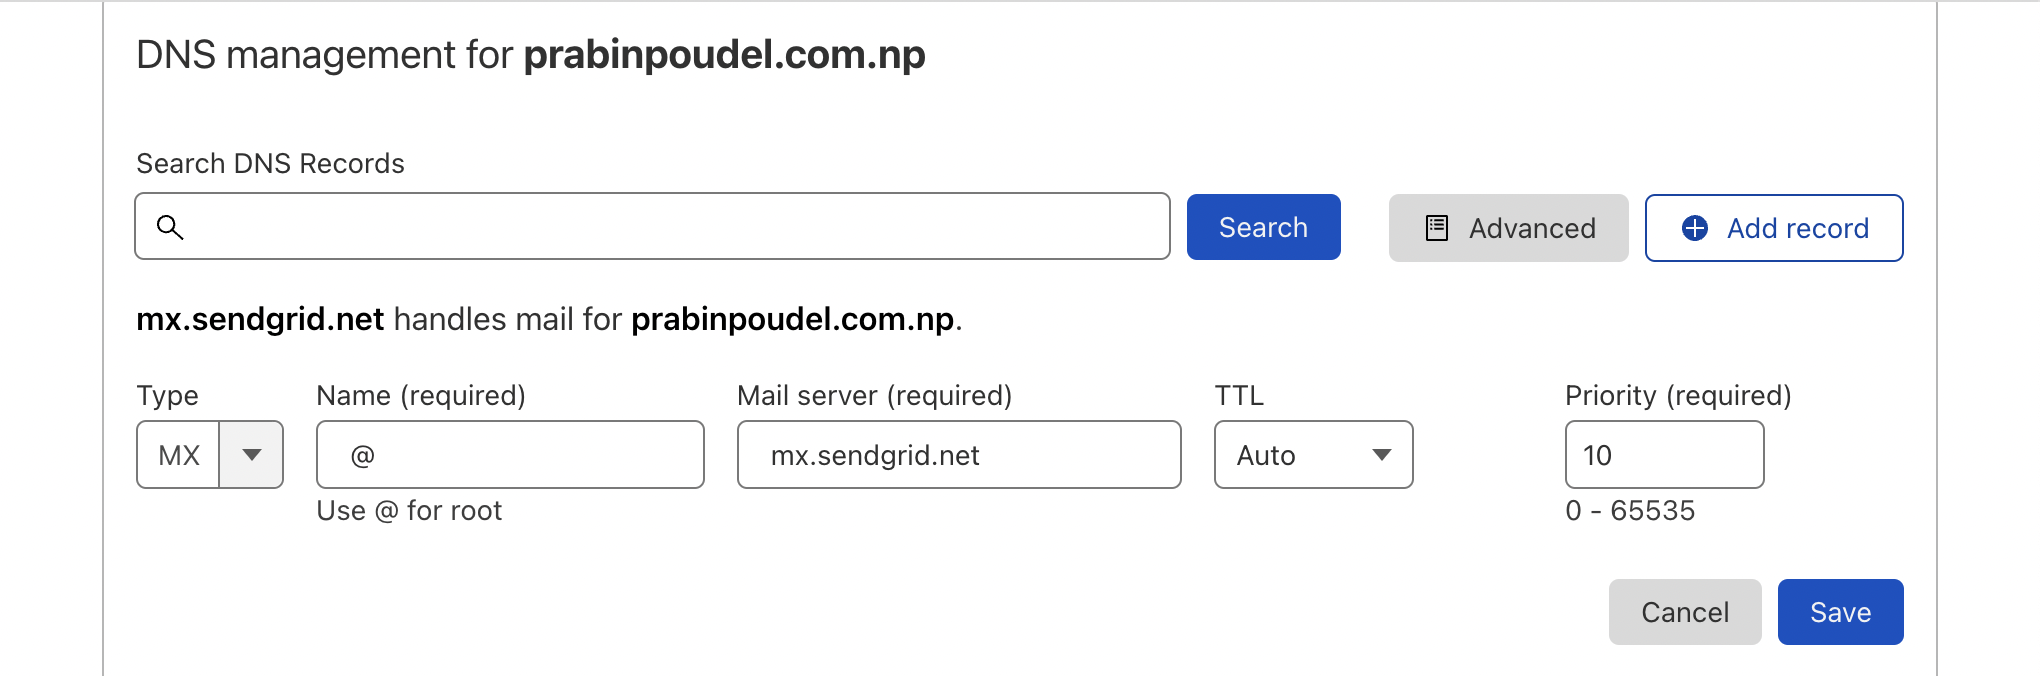 DNS management for prabinpoudel.com.np
Search DNS Records
Search
Advanced
Add record
mx.sendgrid.net handles mail for prabinpoudel.com.np.
Type
Name (required)
Mail server (required)
TTL
Priority (required)
MX
@
mx.sendgrid.net
Auto
10
Use @ for root
0 - 65535
Cancel
Save